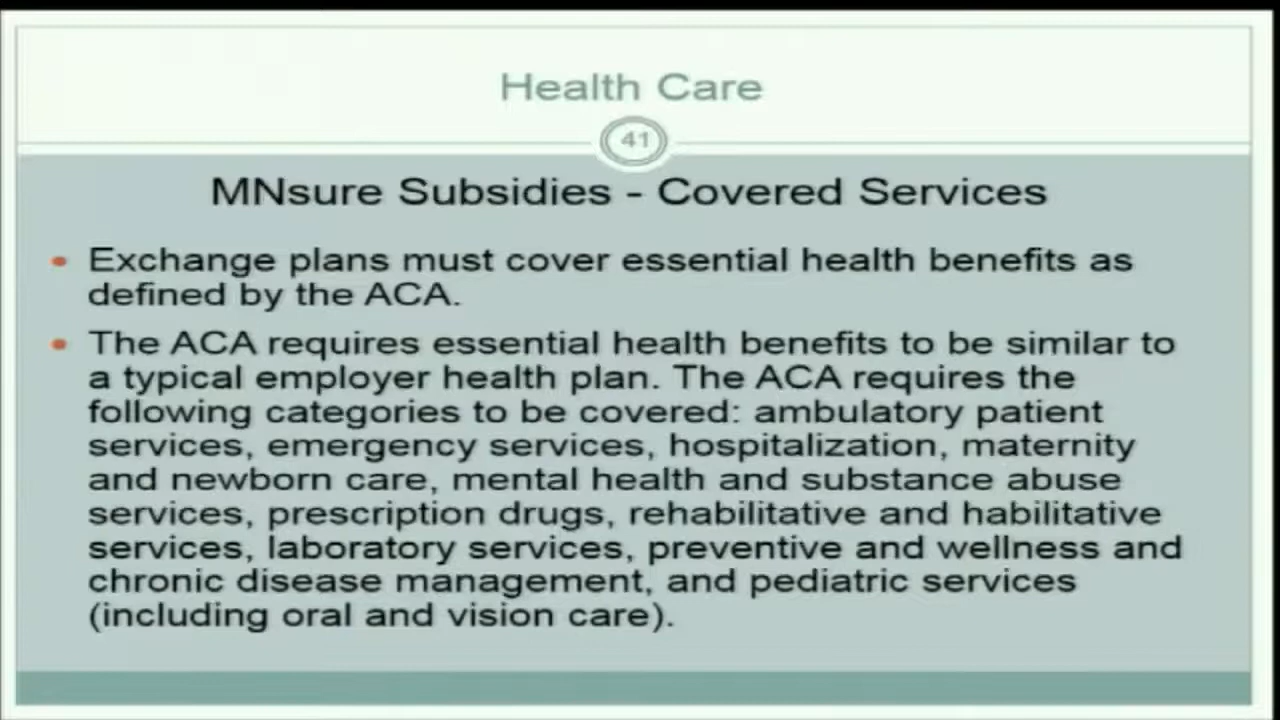 Health Care
41
MNsure Subsidies - Covered Services
• Exchange plans must cover essential health benefits as
defined by the ACA.
• The ACA requires essential health benefits to be similar to
a typical employer health plan. The ACA requires the
following categories to be covered: ambulatory patient
services, emergency services, hospitalization, maternity
and newborn care, mental health and substance abuse
services, prescription drugs, rehabilitative and habilitative
services, laboratory services, preventive and wellness and
chronic disease management, and pediatric services
(including oral and vision care).